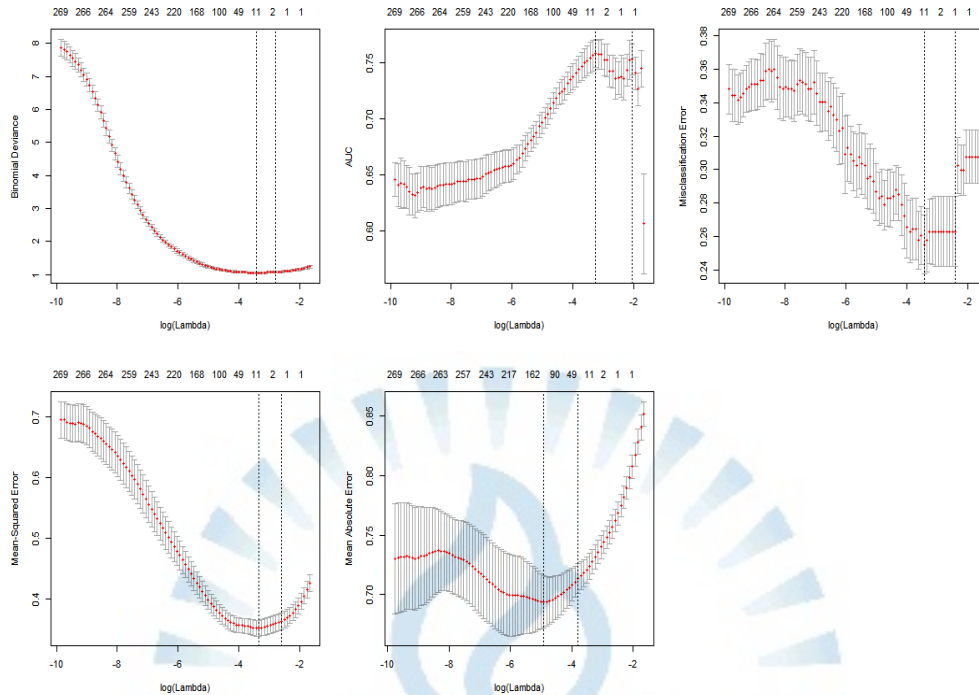 269 266 264 259 243 220 168 100 49 11 2 1 1
8
7
6
5
4
3
2
1
Binomial Deviance
-10 -8 -6 -4 -2
log(Lambda)
269 264 243 220 168 100 49 11 2 1 1
0.75
0.70
0.65
0.60
AUC
-10 -8 -6 -4 -2
log(Lambda)
269 264 259 243 220 168 100 49 11 2 1 1
0.38
0.36
0.34
0.32
0.30
0.28
0.26
0.24
Misclassification Error
-10 -8 -6 -4 -2
log(Lambda)
269 266 264 259 243 220 168 100 49 11 2 1 1
0.7
0.6
0.5
0.4
Mean-Squared Error
-10 -8 -6 -4 -2
log(Lambda)
269 266 263 257 243 217 162 90 49 11 2 1 1
0.85
0.80
0.75
0.70
Mean Absolute Error
-10 -8 -6 -4 -2
log(Lambda)